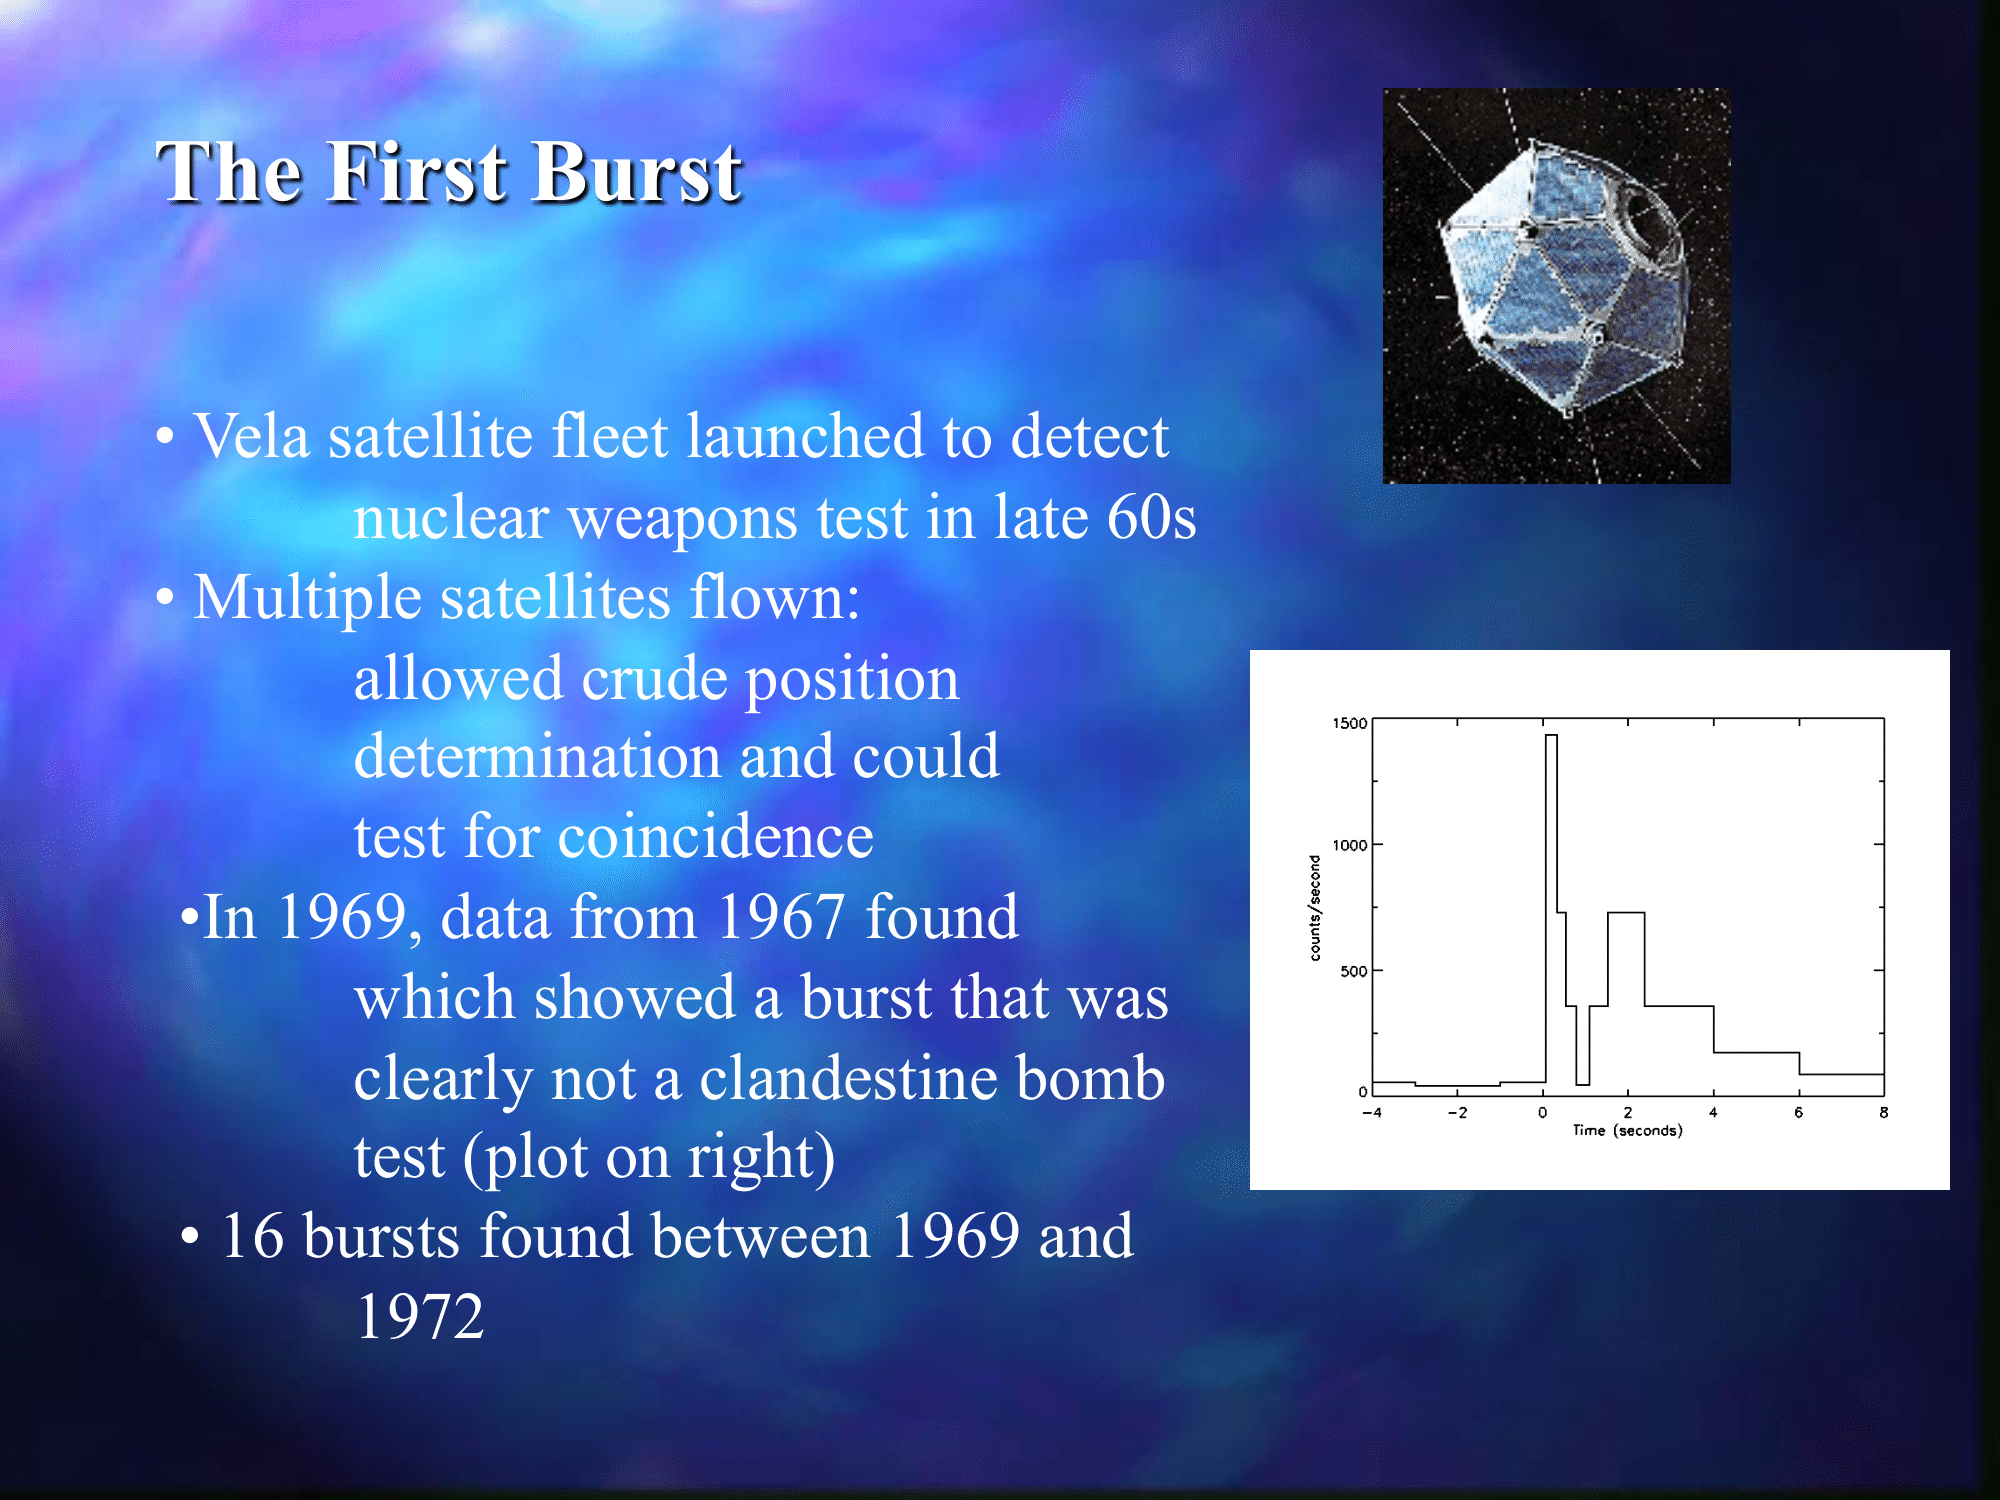 The First Burst
• Vela satellite fleet launched to detect
nuclear weapons test in late 60s
• Multiple satellites flown:
allowed crude position
determination and could
test for coincidence
•In 1969, data from 1967 found
which showed a burst that was
clearly not a clandestine bomb
test (plot on right)
• 16 bursts found between 1969 and
1972
1500
1000
500
0
counts/second
−4 −2 0 2 4 6 8
Time (seconds)